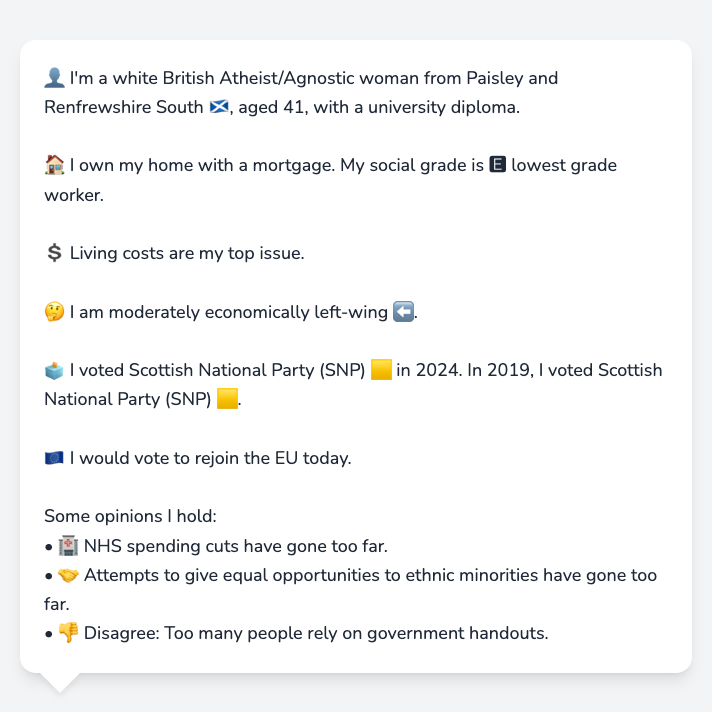 👤 I'm a white British Atheist/Agnostic woman from Paisley and
Renfrewshire South 🏴󠁧󠁢󠁳󠁣󠁴󠁿, aged 41, with a university diploma.
🏠 I own my home with a mortgage. My social grade is E lowest grade
worker.
💲 Living costs are my top issue.
🤔 I am moderately economically left-wing ⬅️.
🗳️ I voted Scottish National Party (SNP) 🟨 in 2024. In 2019, I voted Scottish
National Party (SNP) 🟨.
🇪🇺 I would vote to rejoin the EU today.
Some opinions I hold:
• 🏥 NHS spending cuts have gone too far.
• 🤝 Attempts to give equal opportunities to ethnic minorities have gone too
far.
• 👎 Disagree: Too many people rely on government handouts.